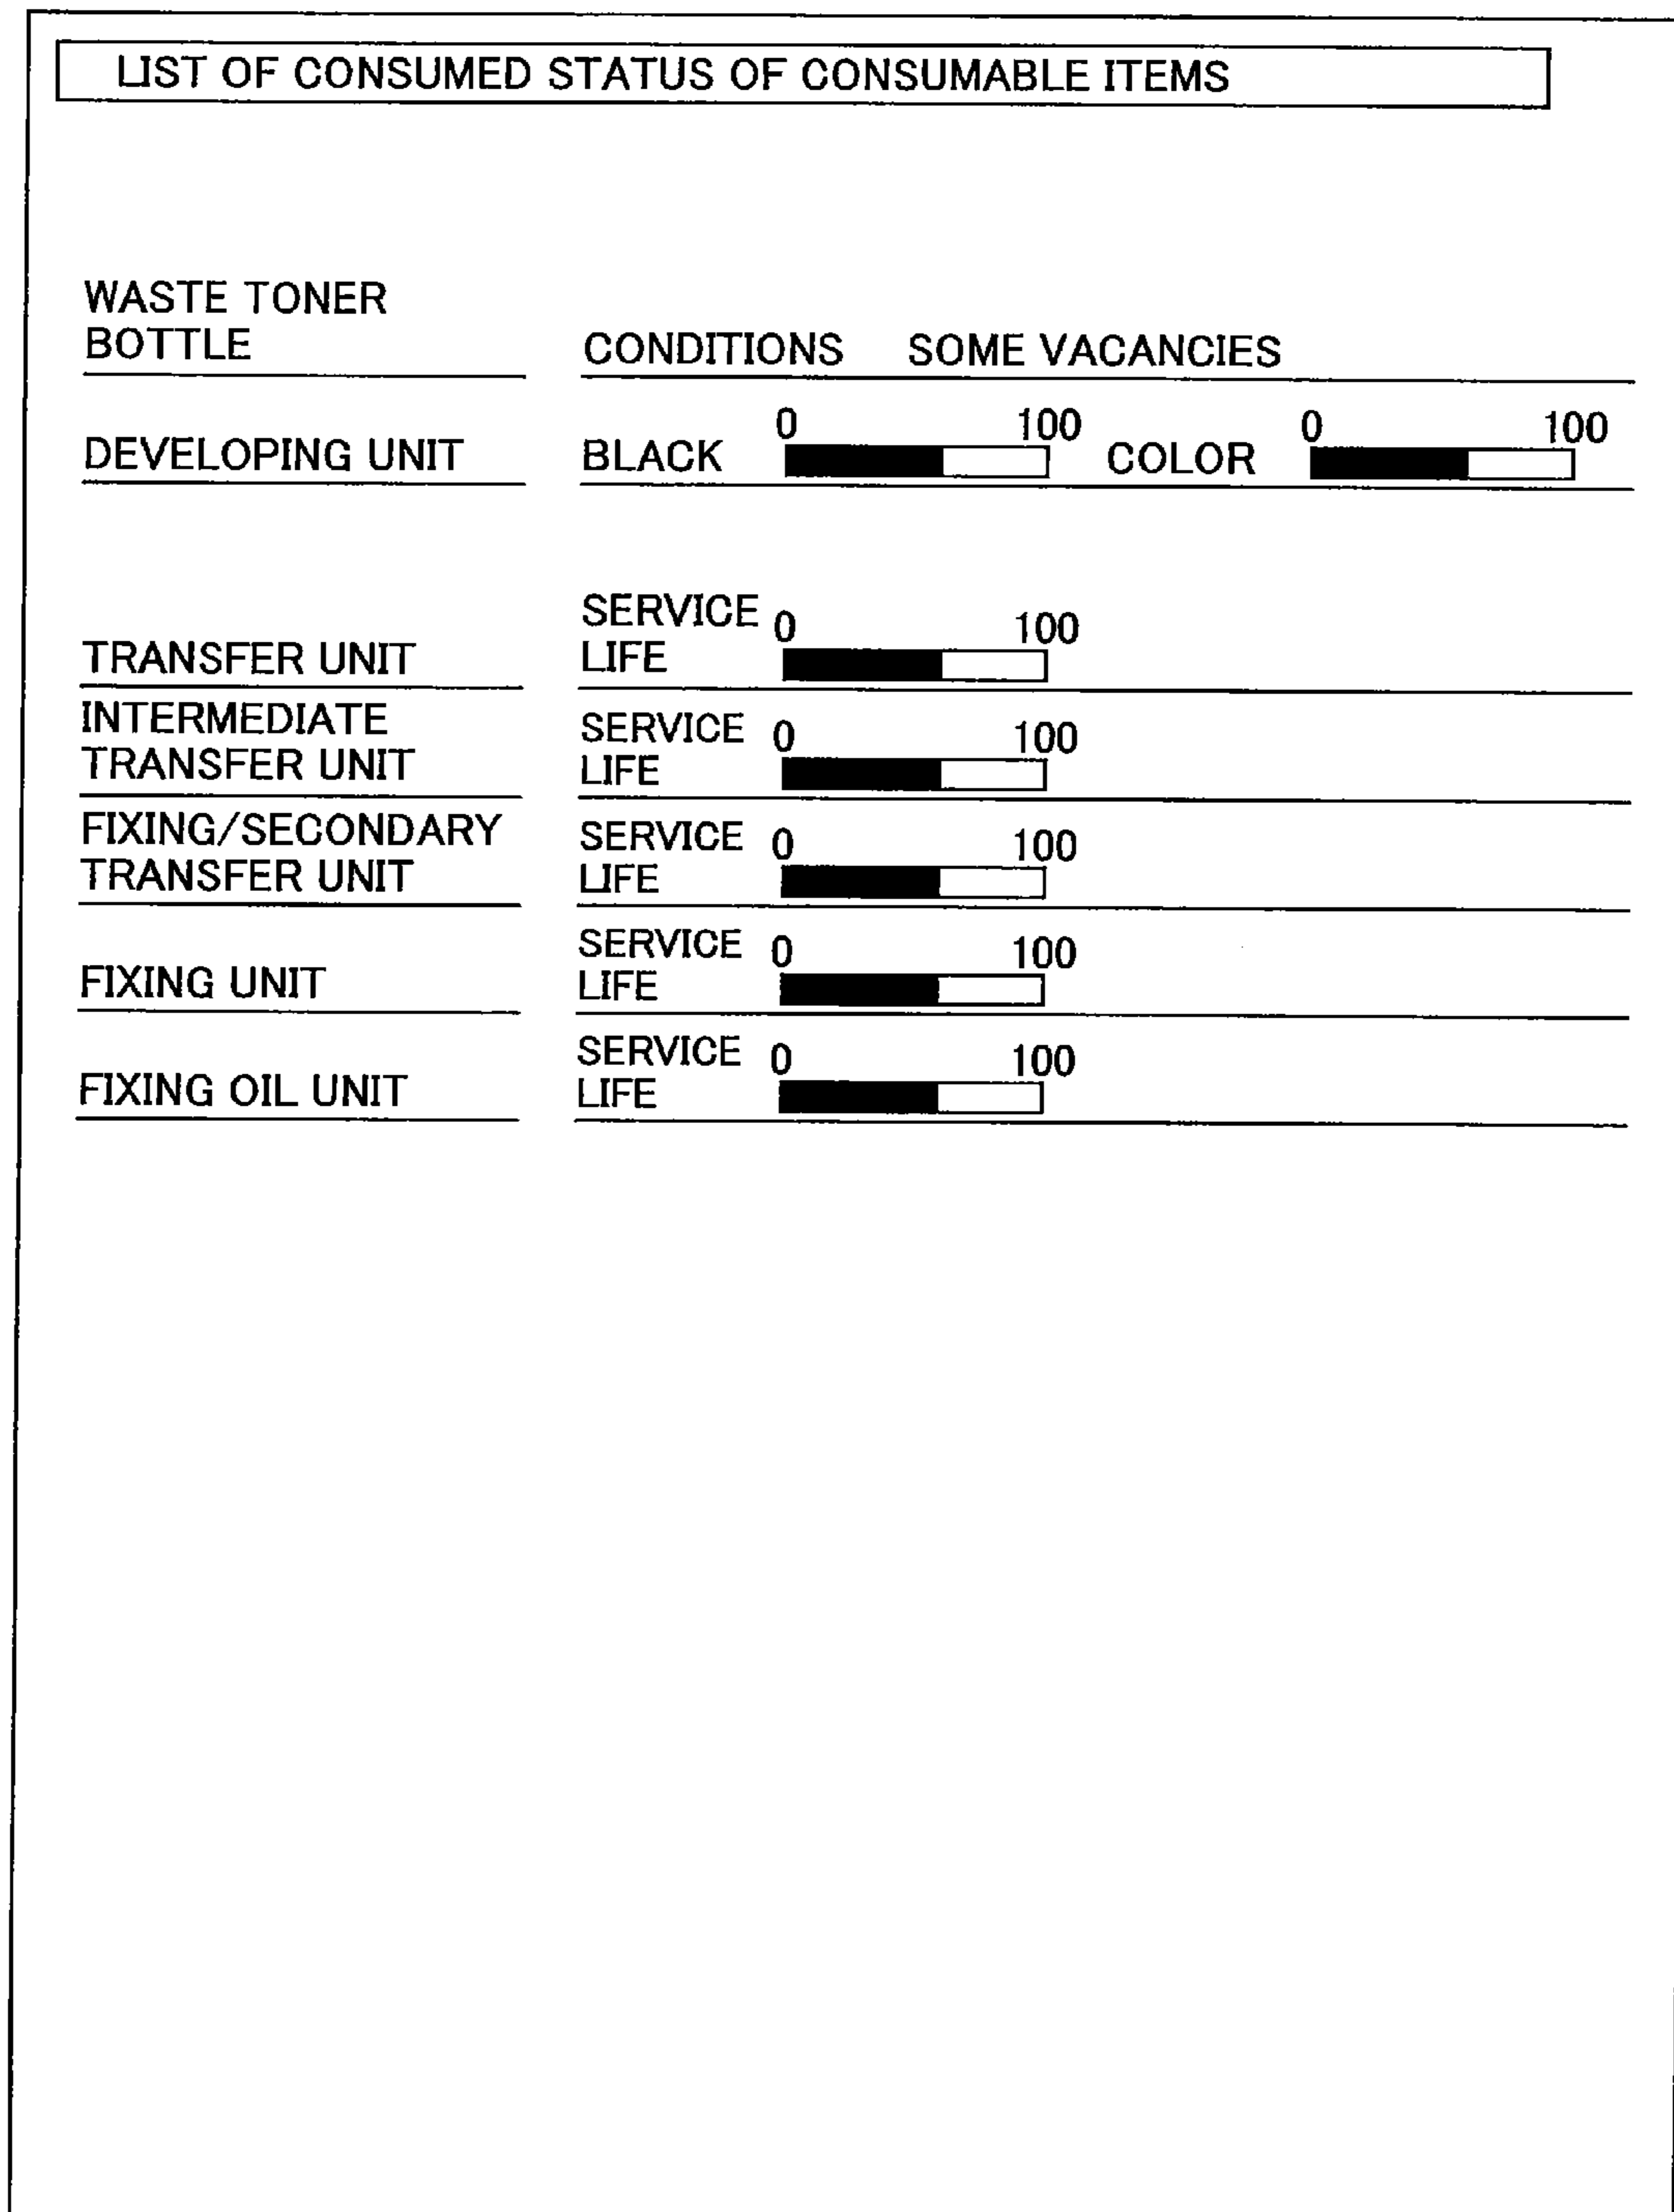 LIST OF CONSUMED STATUS OF CONSUMABLE ITEMS
WASTE TONER
BOTTLE CONDITIONS SOME VACANCIES
0 100 0 100
DEVELOPING UNIT BLACK COLOR
SERVICE 0 100
TRANSFER UNIT LIFE
INTERMEDIATE SERVICE 0 100
TRANSFER UNIT LIFE
FIXING/SECONDARY SERVICE 0 100
TRANSFER UNIT LIFE
SERVICE 0 100
FIXING UNIT LIFE
SERVICE 0 100
FIXING OIL UNIT LIFE